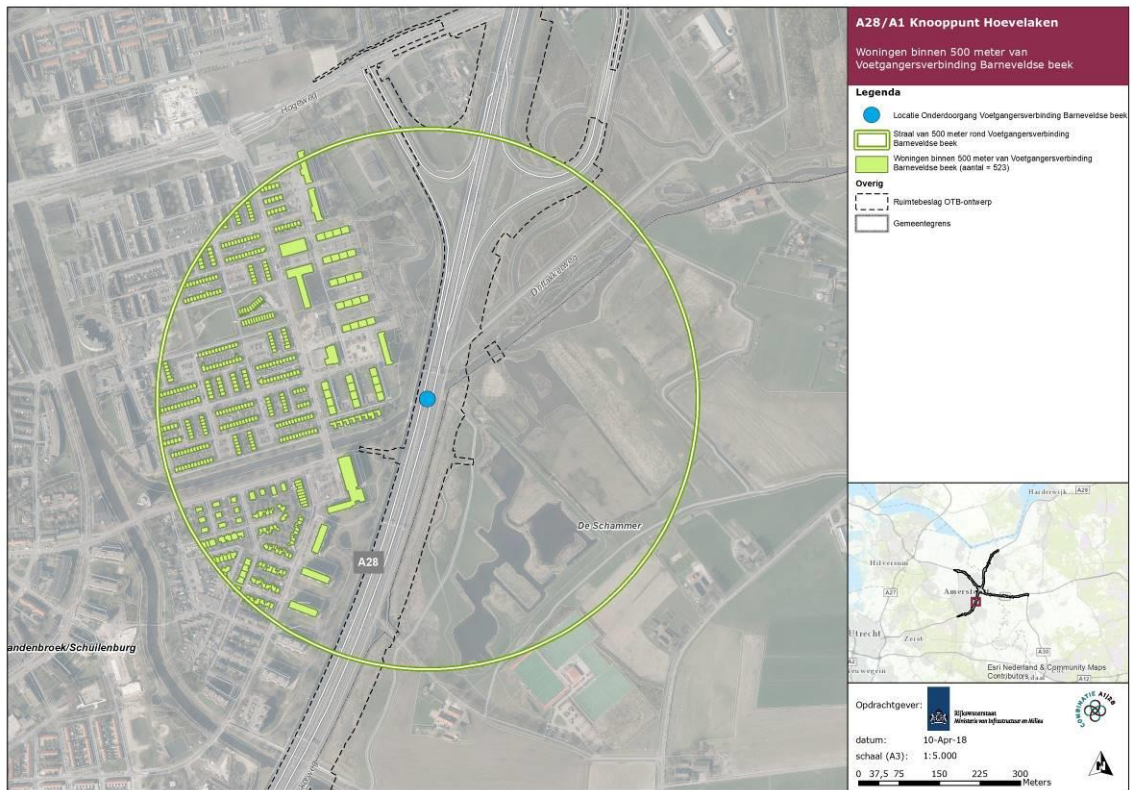 Hogeweg
Duitlakkerweg
De Schammer
A28
andenbroek/Schuilenburg
A28/A1 Knooppunt Hoevelaken
Woningen binnen 500 meter van
Voetgangersverbinding Barneveldse beek
Legenda
Locatie Onderdoorgang Voetgangersverbinding Barneveldse beek
Straal van 500 meter rond Voetgangersverbinding
Barneveldse beek
Woningen binnen 500 meter van Voetgangersverbinding
Barneveldse beek (aantal = 523)
Overig
Ruimtebeslag OTB-ontwerp
Gemeentegrens
Harderwijk
A28
Hilversum
A27
Utrecht
Zeist
A30
A2
A12
Esri Nederland & Community Maps
Contributors
Opdrachtgever:
Rijkswaterstaat
Ministerie van Infrastructuur en Milieu
COMBINATIE A1|28
datum: 10-Apr-18
schaal (A3): 1:5.000
0 37,5 75 150 225 300
Meters